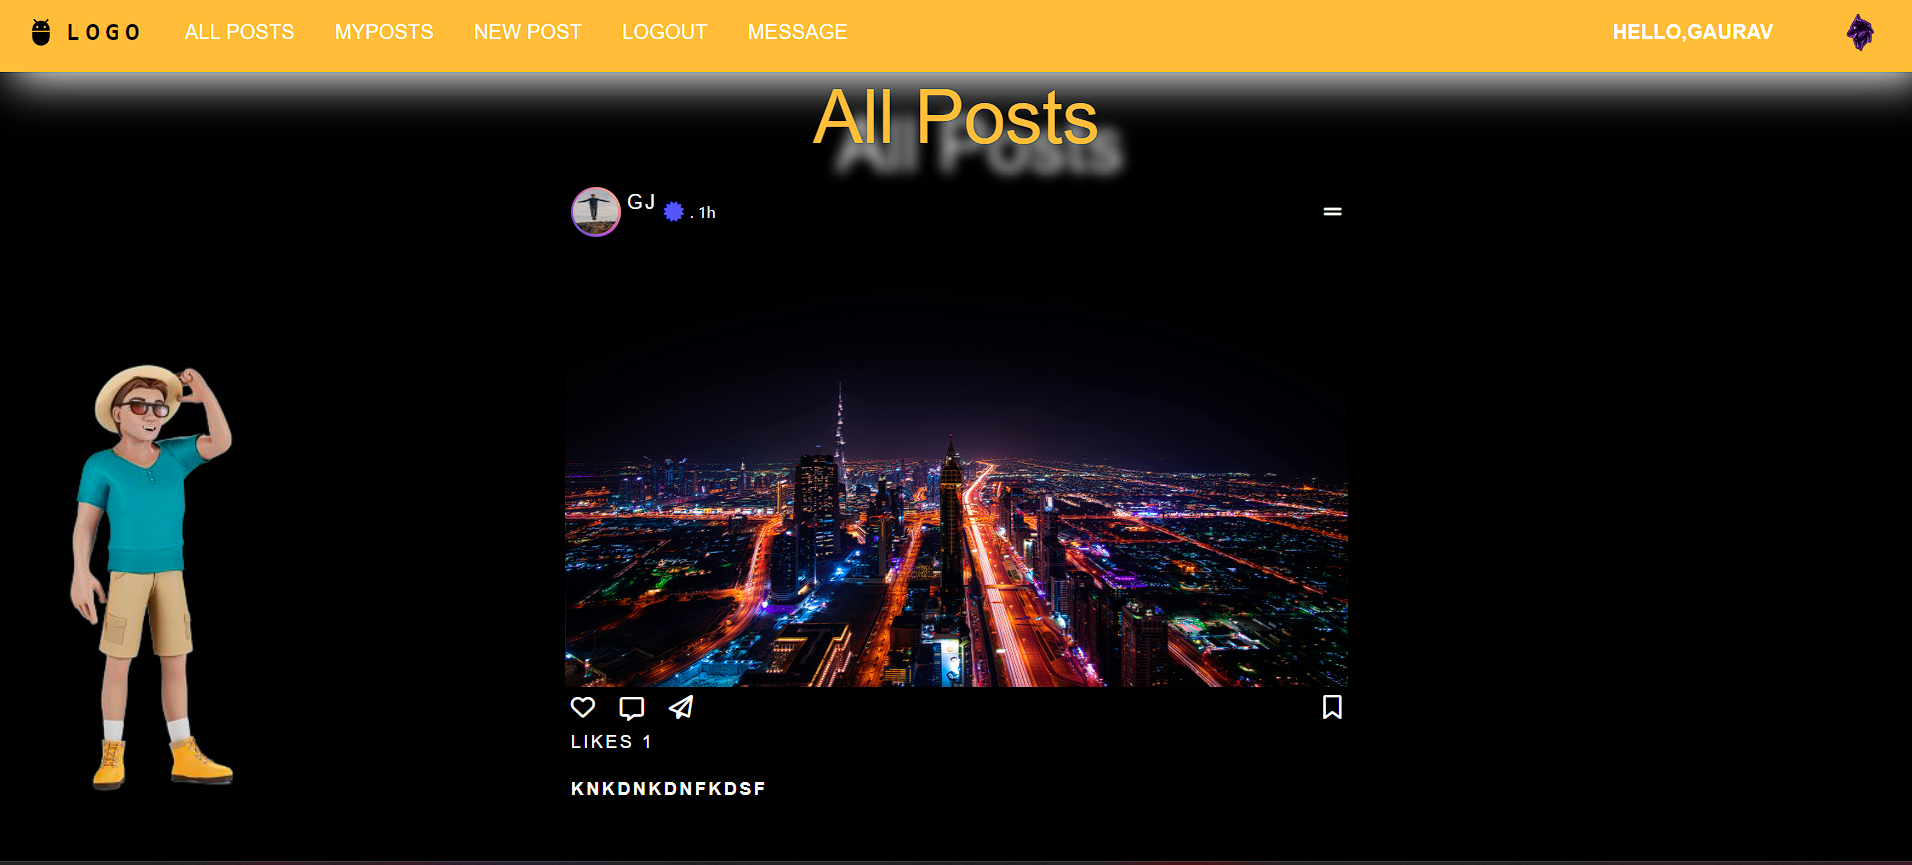 LOGO ALL POSTS MYPOSTS NEW POST LOGOUT MESSAGE HELLO,GAURAV
All Posts
GJ . 1h
LIKES 1
KNKDNKDNFKDSF